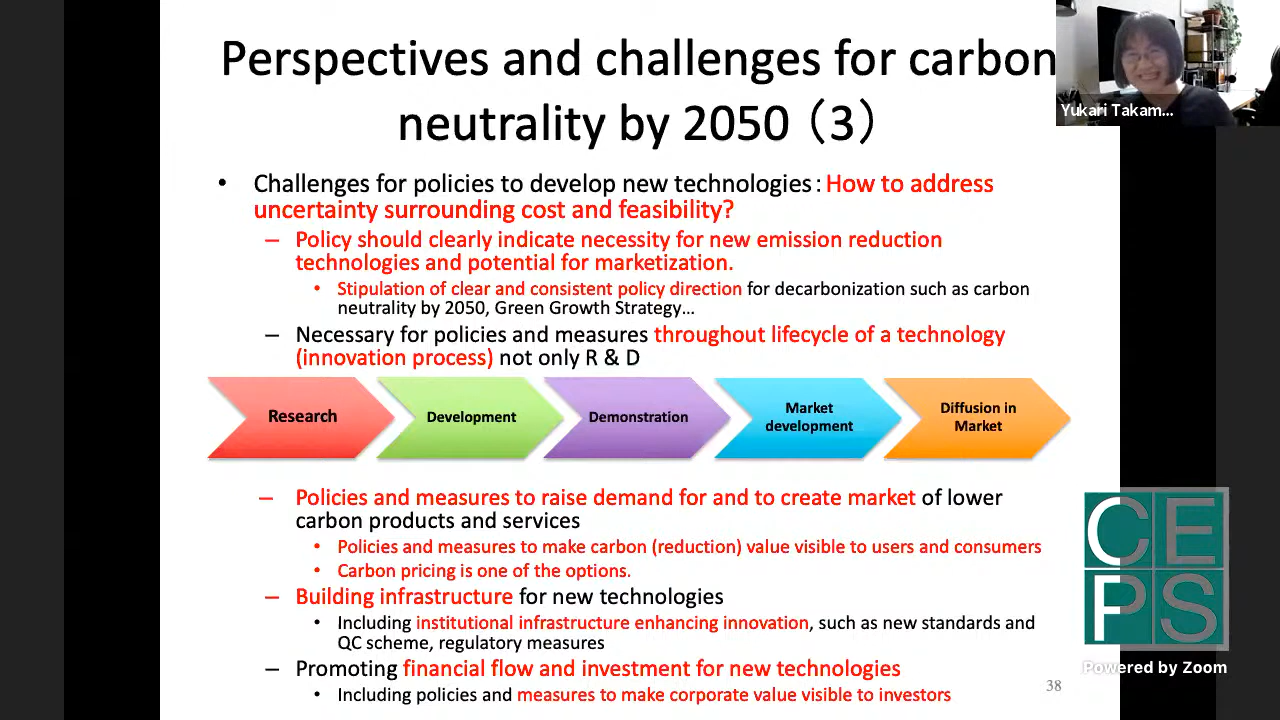 Perspectives and challenges for carbon
neutrality by 2050（3）
Yukari Takam...
• Challenges for policies to develop new technologies: How to address
uncertainty surrounding cost and feasibility?
– Policy should clearly indicate necessity for new emission reduction
technologies and potential for marketization.
• Stipulation of clear and consistent policy direction for decarbonization such as carbon
neutrality by 2050, Green Growth Strategy…
– Necessary for policies and measures throughout lifecycle of a technology
(innovation process) not only R & D
Research
Development
Demonstration
Market
development
Diffusion in
Market
– Policies and measures to raise demand for and to create market of lower
carbon products and services
• Policies and measures to make carbon (reduction) value visible to users and consumers
• Carbon pricing is one of the options.
– Building infrastructure for new technologies
• Including institutional infrastructure enhancing innovation, such as new standards and
QC scheme, regulatory measures
– Promoting financial flow and investment for new technologies
• Including policies and measures to make corporate value visible to investors
38
CE
PS
Powered by Zoom